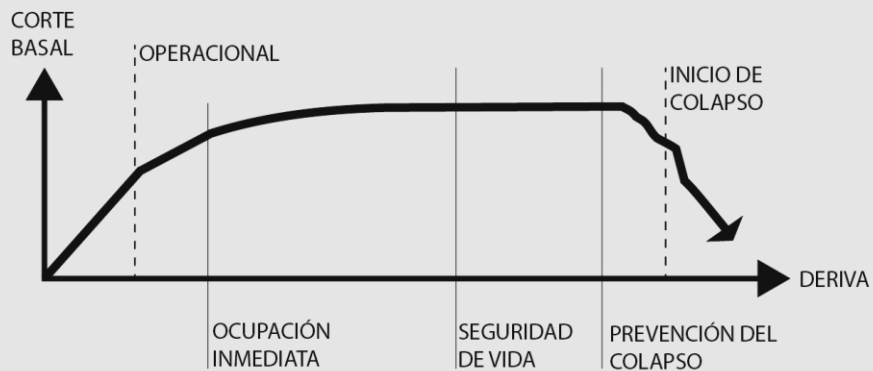 CORTE
BASAL
OPERACIONAL
INICIO DE
COLAPSO
DERIVA
OCUPACIÓN
INMEDIATA
SEGURIDAD
DE VIDA
PREVENCIÓN DEL
COLAPSO